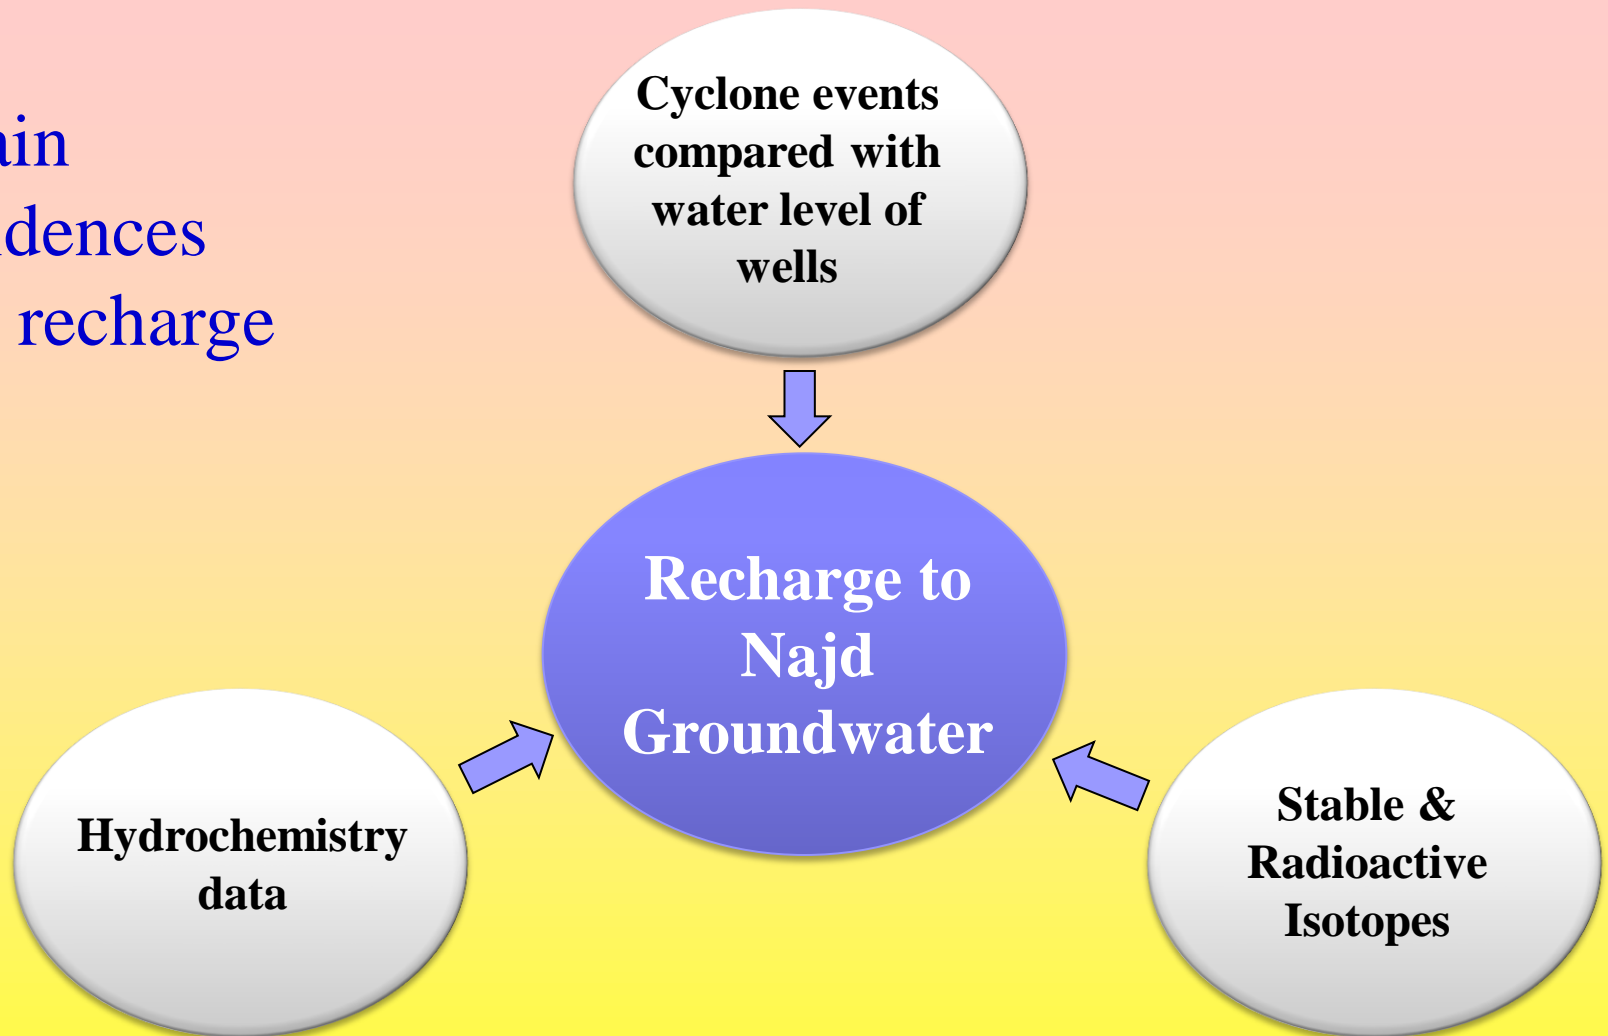 ain
dences
recharge
Cyclone events
compared with
water level of
wells
Recharge to
Najd
Groundwater
Hydrochemistry
data
Stable &
Radioactive
Isotopes